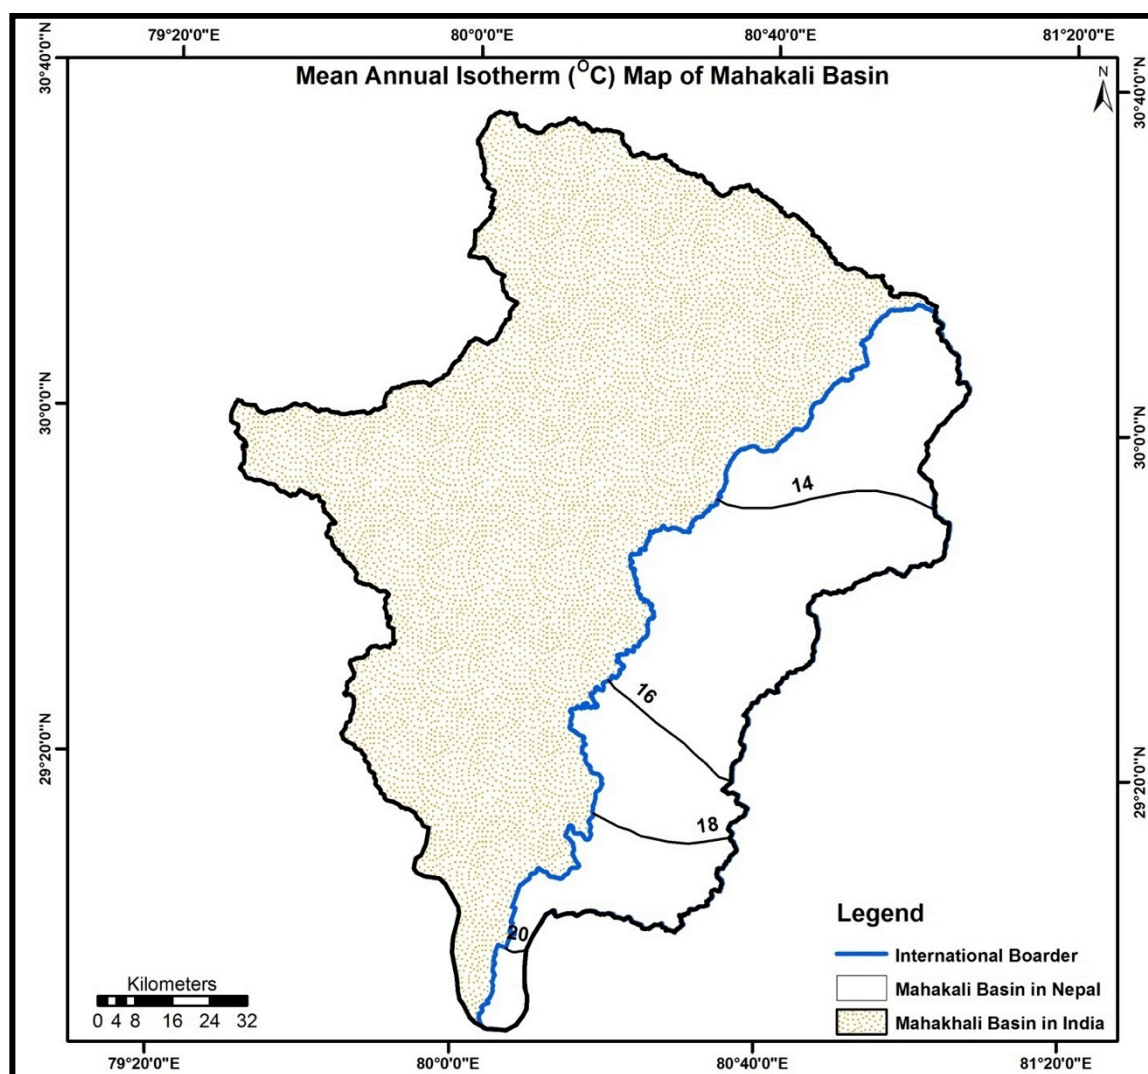 79°20'0"E 80°0'0"E 80°40'0"E 81°20'0"E
Mean Annual Isotherm (°C) Map of Mahakali Basin
N
30°40'0"N
30°40'0"N
30°0'0"N
30°0'0"N
14
16
29°20'0"N
29°20'0"N
18
20
Legend
International Boarder
Mahakali Basin in Nepal
Mahakhali Basin in India
Kilometers
0 4 8 16 24 32
79°20'0"E 80°0'0"E 80°40'0"E 81°20'0"E